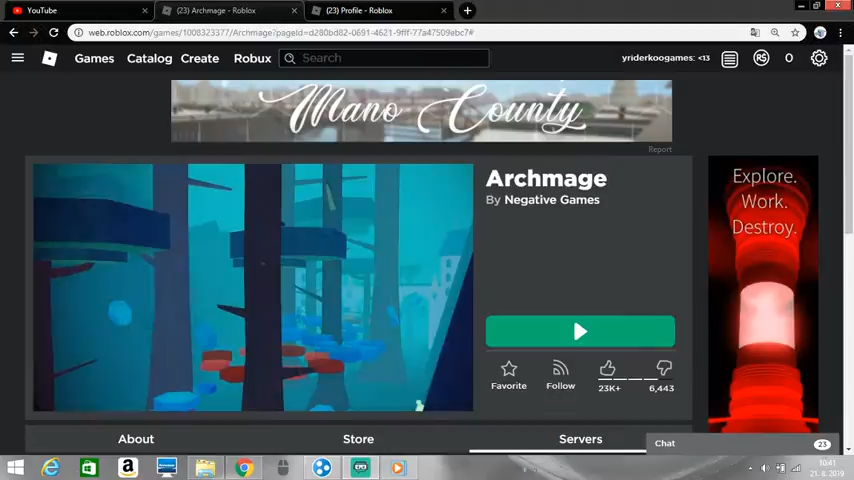 YouTube
(23) Archmage - Roblox
(23) Profile - Roblox
web.roblox.com/games/1008323377/Archmage?pageId=d280bd82-0691-4621-9fff-77a47509ebc7#
Games
Catalog
Create
Robux
Search
yriderkoogames: <13
0
Mano County
Report
Archmage
By Negative Games
Explore.
Work.
Destroy.
Favorite
Follow
23K+
6,443
About
Store
Servers
Chat
23
10:41
21. 8. 2019